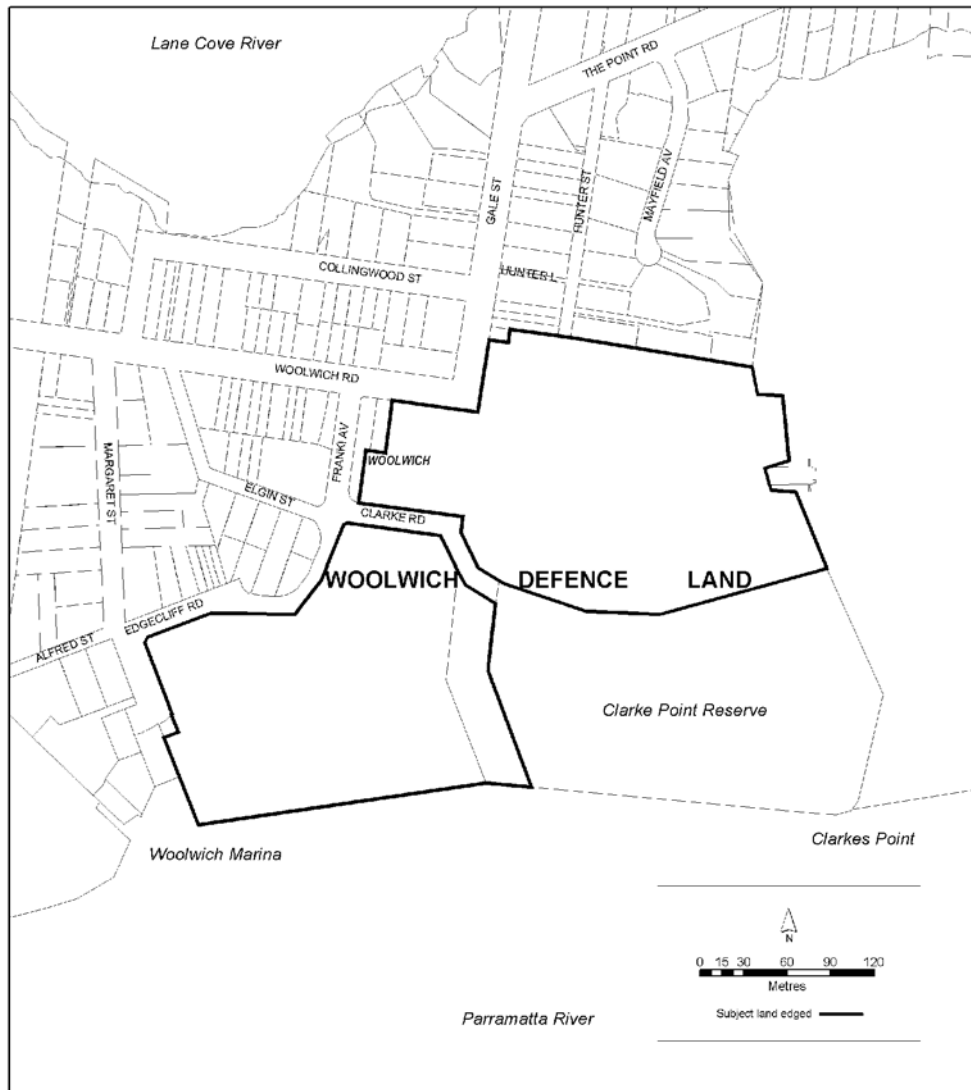 Lane Cove River
THE POINT RD
GALE ST
HUNTER ST
MAYFIELD AV
COLLINGWOOD ST
HUNTER L
WOOLWICH RD
MARGARET ST
FRANKI AV
WOOLWICH
ELGIN ST
CLARKE RD
WOOLWICH DEFENCE LAND
EDGECLIFF RD
ALFRED ST
Clarke Point Reserve
Clarkes Point
Woolwich Marina
N
0 15 30 60 90 120
Metres
Parramatta River
Subject land edged